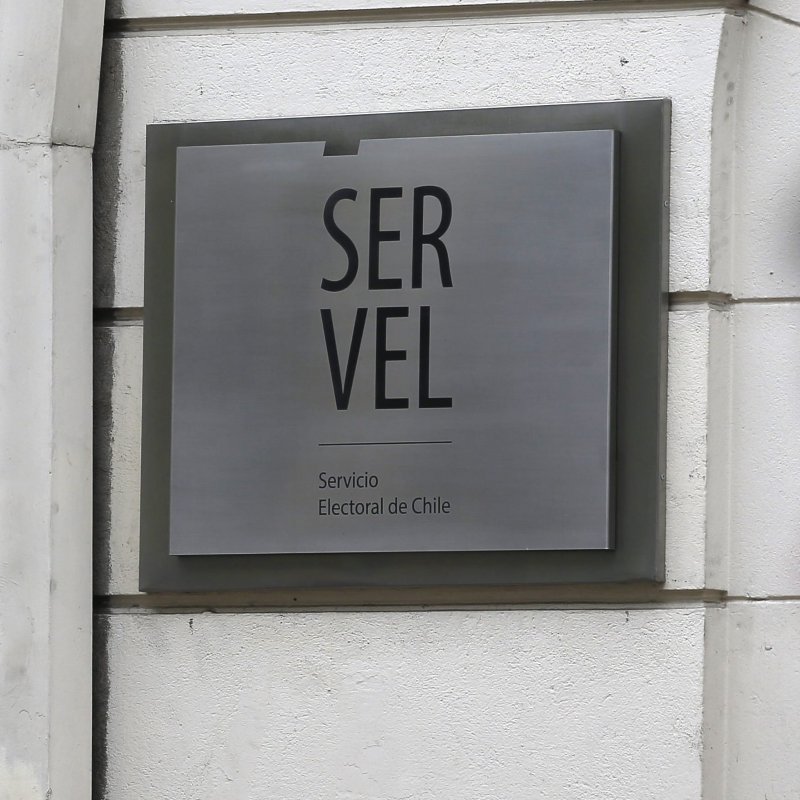 SER
VEL
Servicio
Electoral de Chile